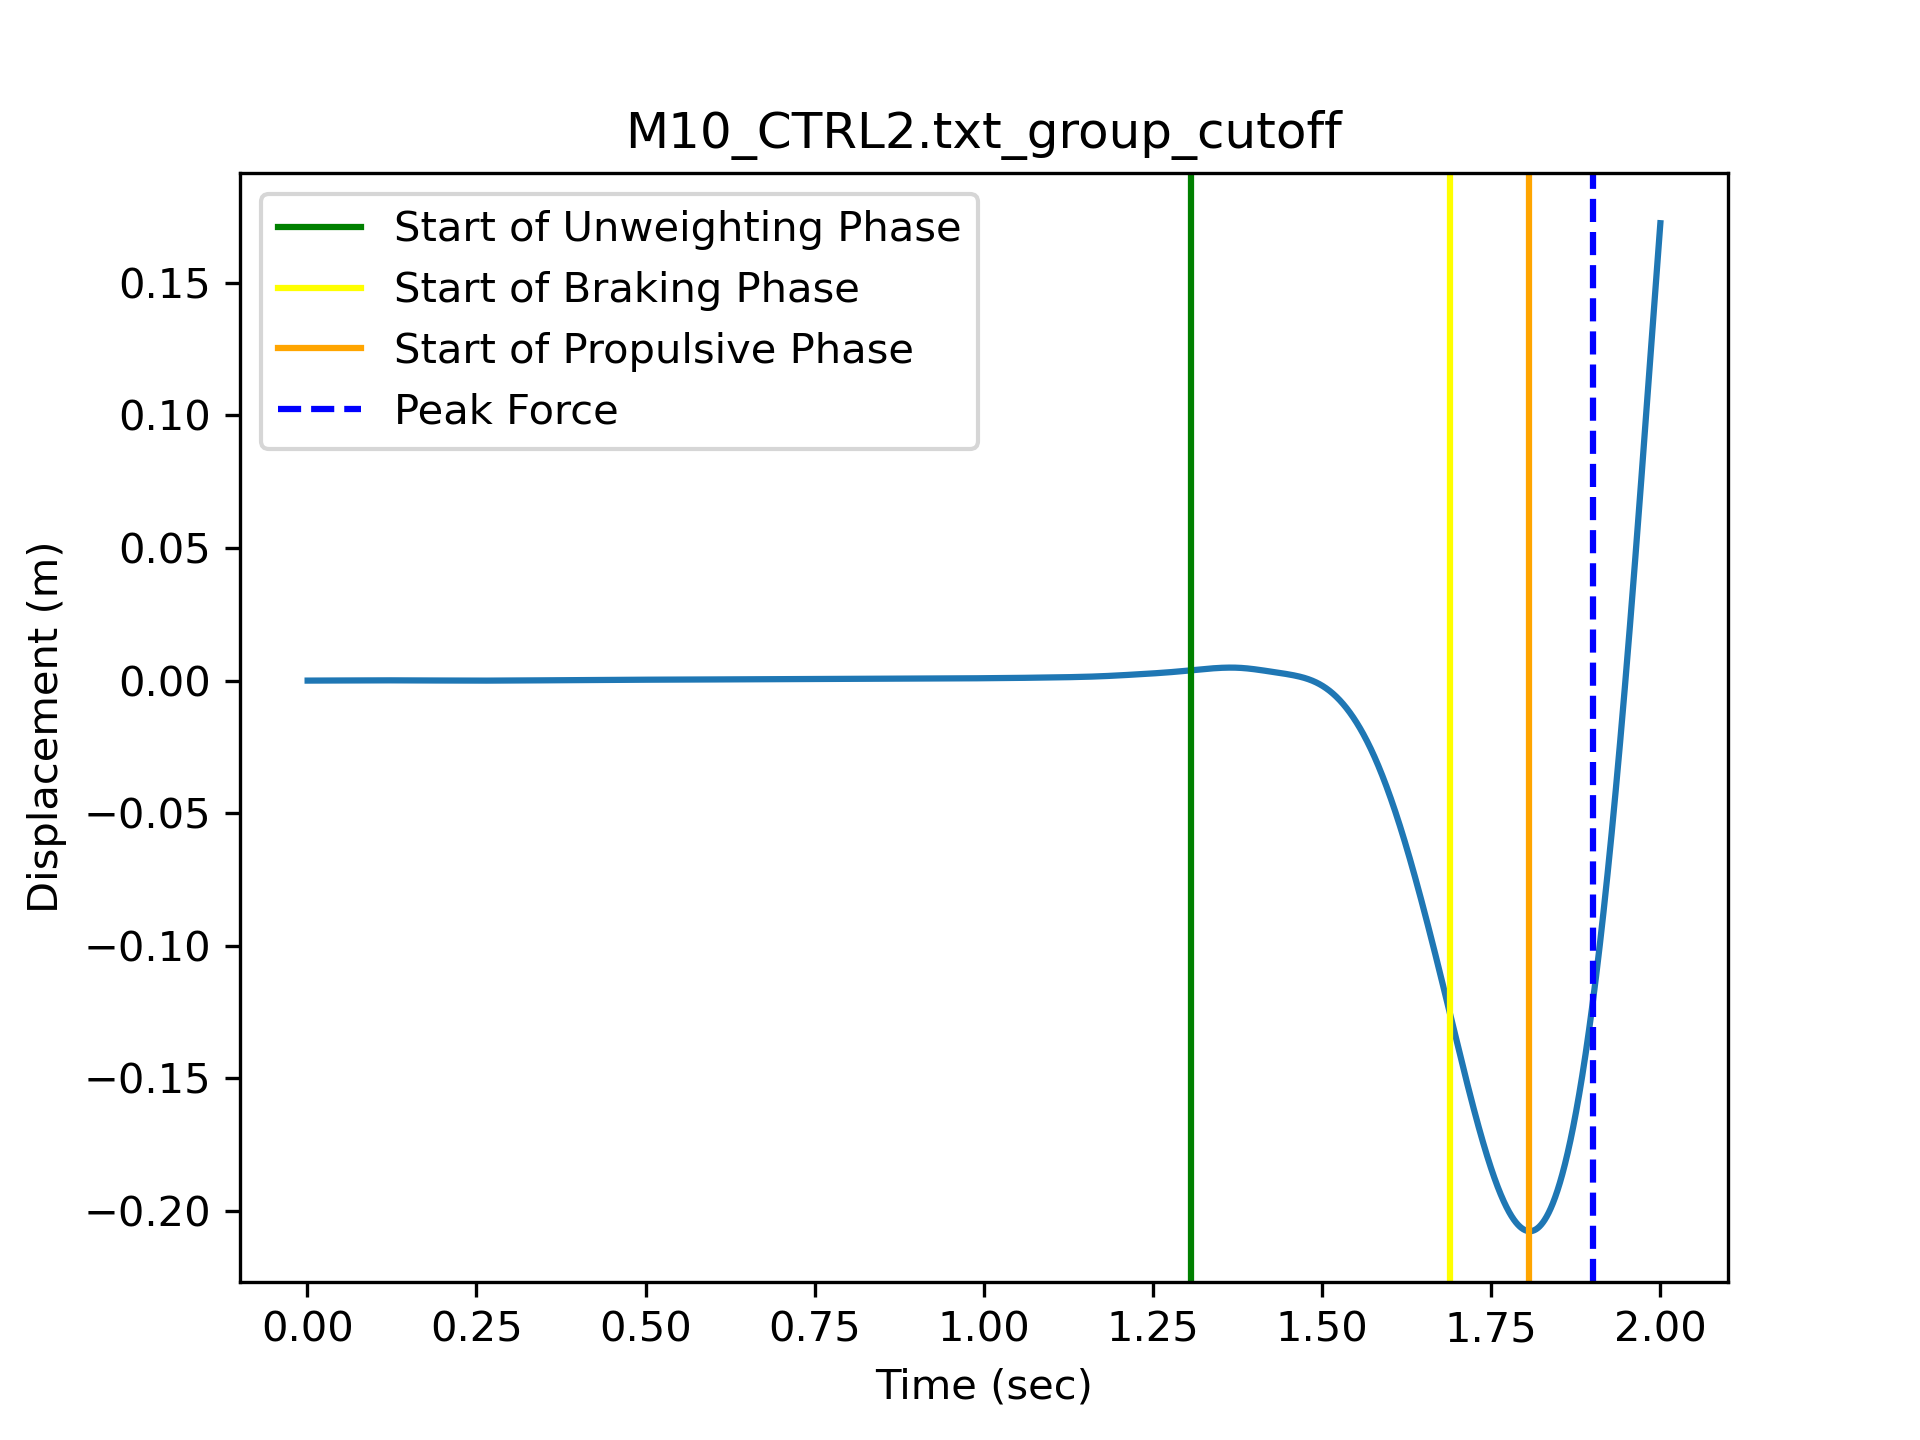 M10_CTRL2.txt_group_cutoff
Start of Unweighting Phase
Start of Braking Phase
Start of Propulsive Phase
Peak Force
Displacement (m)
0.15
0.10
0.05
0.00
−0.05
−0.10
−0.15
−0.20
0.00 0.25 0.50 0.75 1.00 1.25 1.50 1.75 2.00
Time (sec)